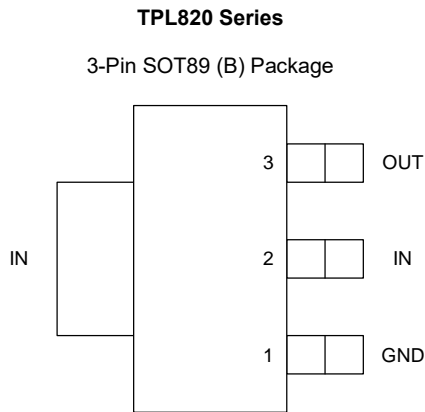 TPL820 Series
3-Pin SOT89 (B) Package
3 OUT
IN 2 IN
1 GND